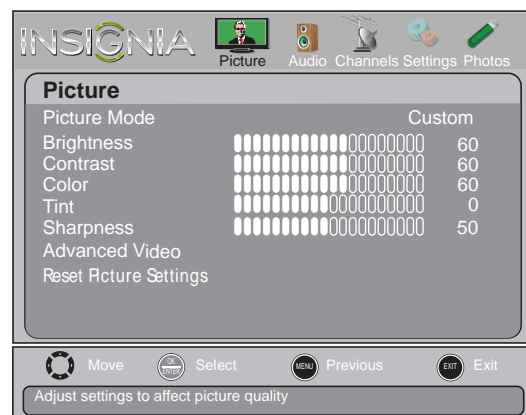 INSIGNIA
Picture Audio Channels Settings Photos
Picture
Picture Mode Custom
Brightness 60
Contrast 60
Color 60
Tint 0
Sharpness 50
Advanced Video
Reset Picture Settings
OK ENTER MENU EXIT
Move Select Previous Exit
Adjust settings to affect picture quality